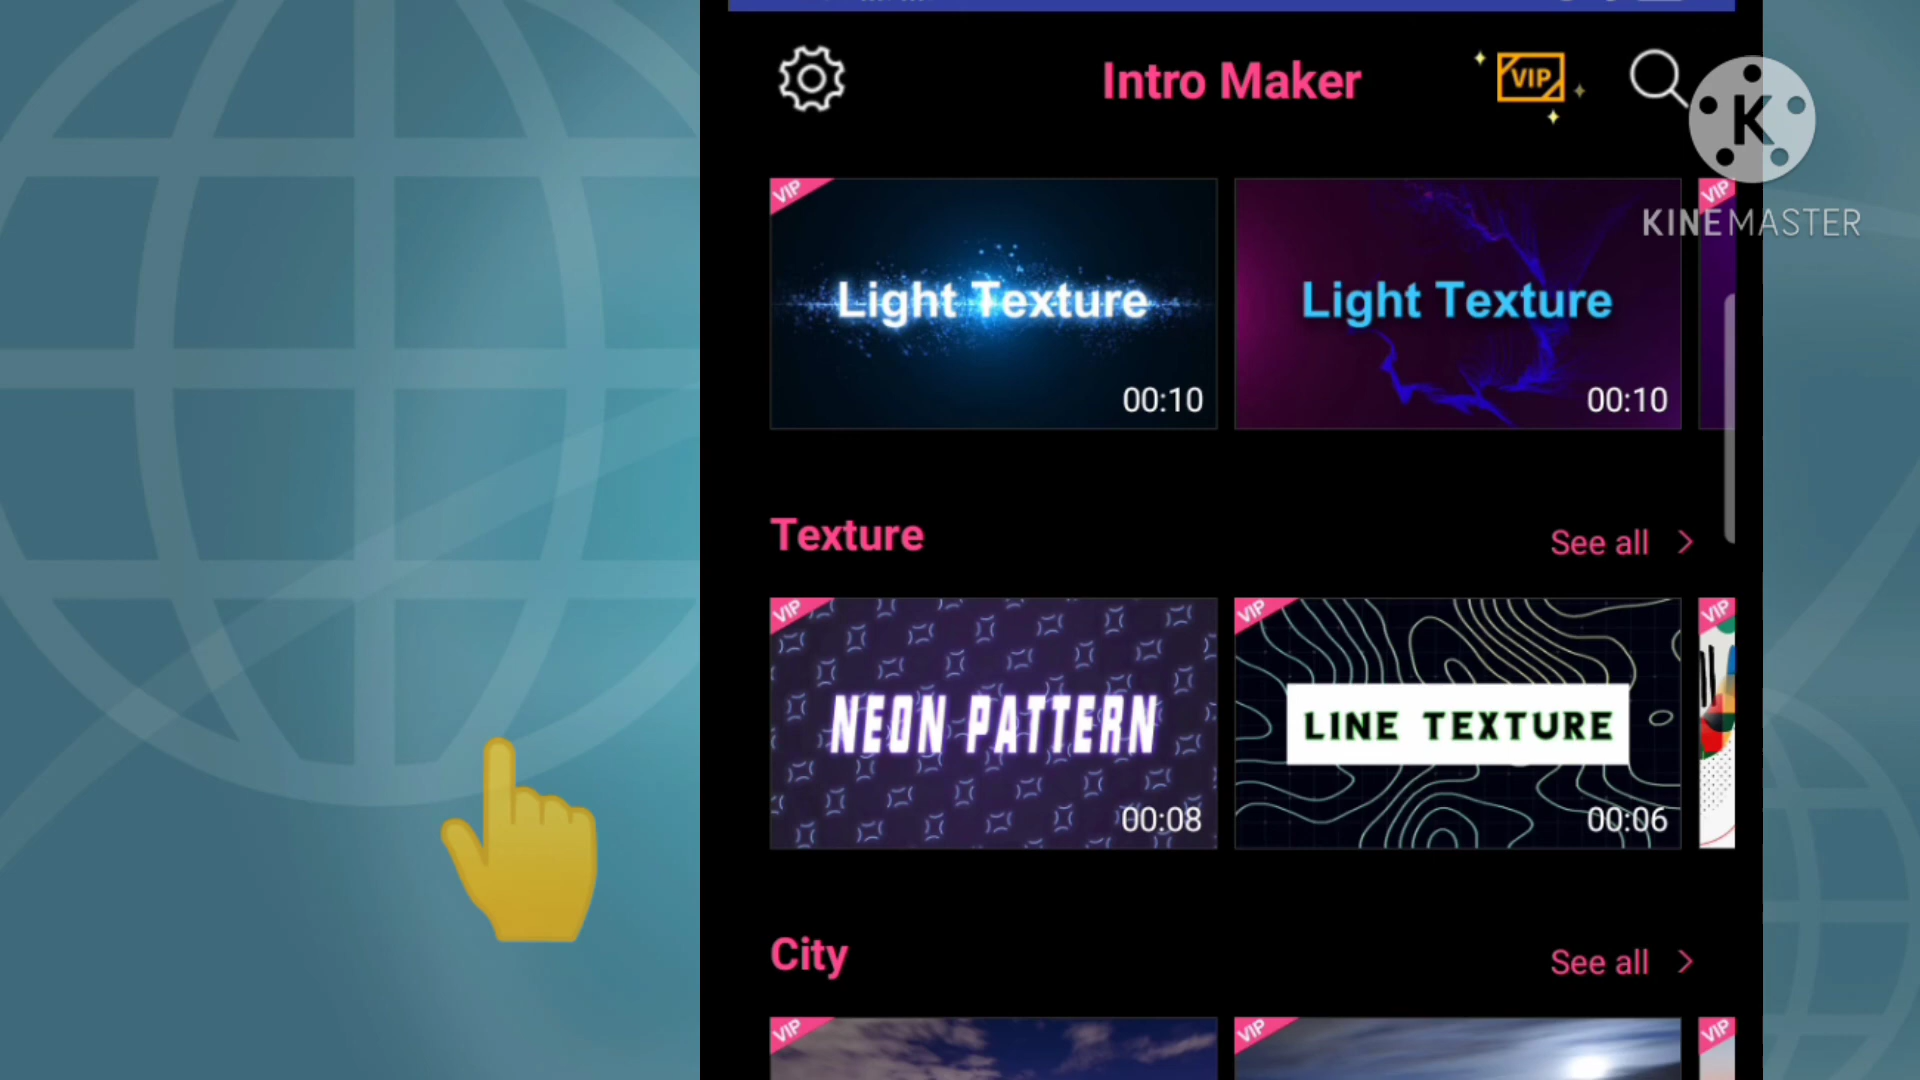 Intro Maker
VIP
K
KINEMASTER
VIP
Light Texture
00:10
Light Texture
00:10
VIP
Texture
See all
VIP
NEON PATTERN
00:08
VIP
LINE TEXTURE
00:06
VIP
City
See all
VIP
VIP
VIP